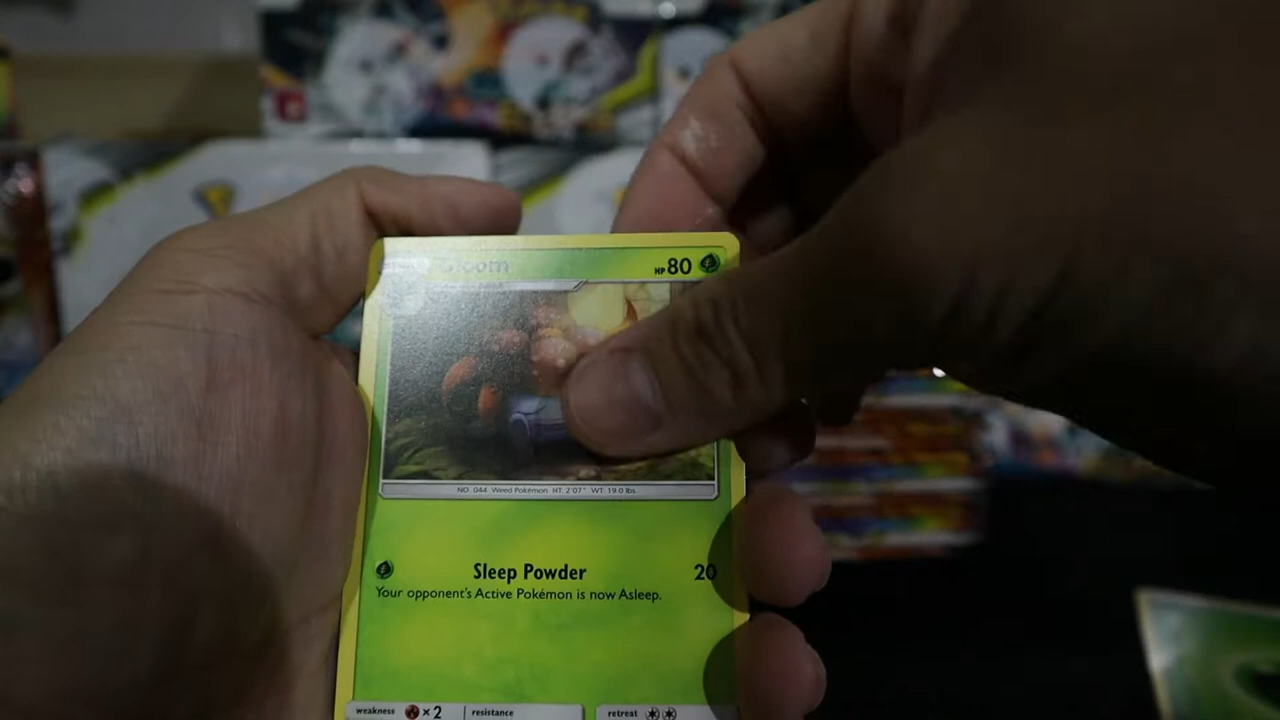 Gloom HP 80
NO. 044 Weed Pokémon HT: 2'07" WT: 19.0 lbs.
Sleep Powder 20
Your opponent's Active Pokémon is now Asleep.
weakness ×2 resistance retreat